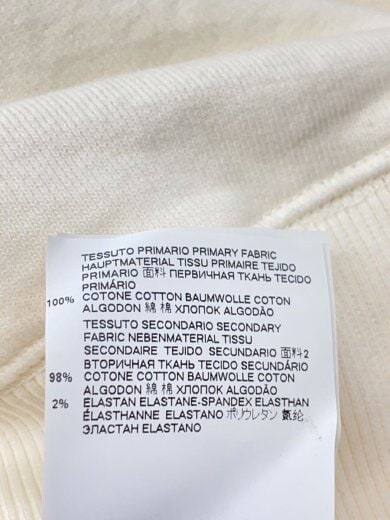 TESSUTO PRIMARIO PRIMARY FABRIC
HAUPTMATERIAL TISSU PRIMAIRE TEJIDO
PRIMARIO 面料 ПЕРВИЧНАЯ ТКАНЬ TECIDO
PRIMÁRIO
100% COTONE COTTON BAUMWOLLE COTON
ALGODON 綿 棉 ХЛОПОК ALGODÃO
TESSUTO SECONDARIO SECONDARY
FABRIC NEBENMATERIAL TISSU
SECONDAIRE TEJIDO SECUNDARIO 面料2
ВТОРИЧНАЯ ТКАНЬ TECIDO SECUNDÁRIO
98% COTONE COTTON BAUMWOLLE COTON
ALGODON 綿 棉 ХЛОПОК ALGODÃO
2% ELASTAN ELASTANE-SPANDEX ELASTHAN
ÉLASTHANNE ELASTANO ポリウレタン 氨纶
ЭЛАСТАН ELASTANO